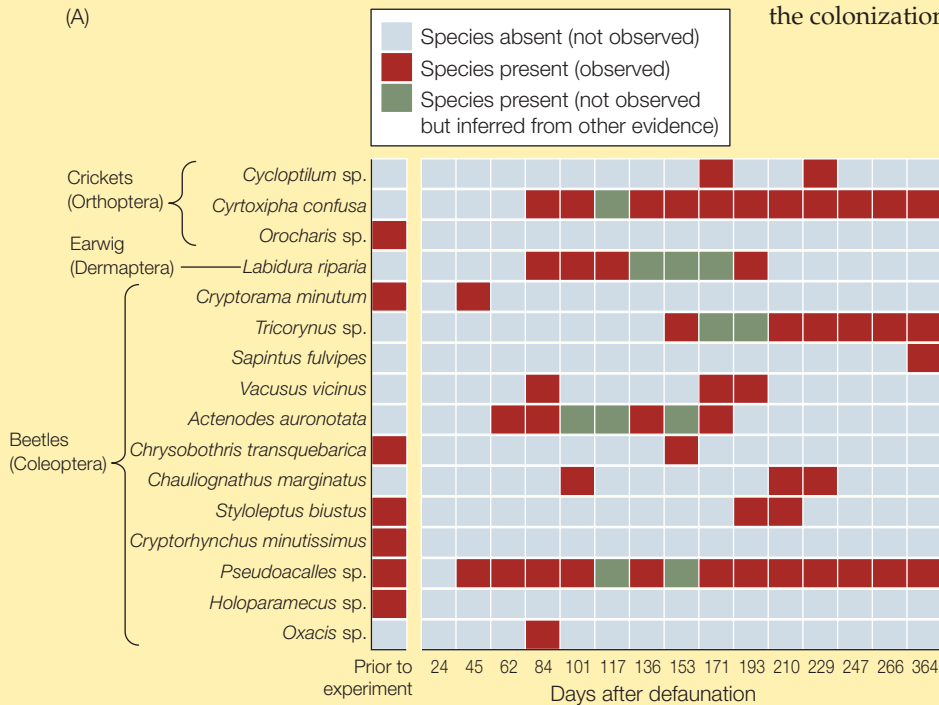 (A)
the colonization
Species absent (not observed)
Species present (observed)
Species present (not observed
but inferred from other evidence)
Crickets
(Orthoptera)
Cycloptilum sp.
Cyrtoxipha confusa
Orocharis sp.
Earwig
(Dermaptera)
Labidura riparia
Beetles
(Coleoptera)
Cryptorama minutum
Tricorynus sp.
Sapintus fulvipes
Vacusus vicinus
Actenodes auronotata
Chrysobothris transquebarica
Chauliognathus marginatus
Styloleptus biustus
Cryptorhynchus minutissimus
Pseudoacalles sp.
Holoparamecus sp.
Oxacis sp.
Prior to
experiment
24 45 62 84 101 117 136 153 171 193 210 229 247 266 364
Days after defaunation